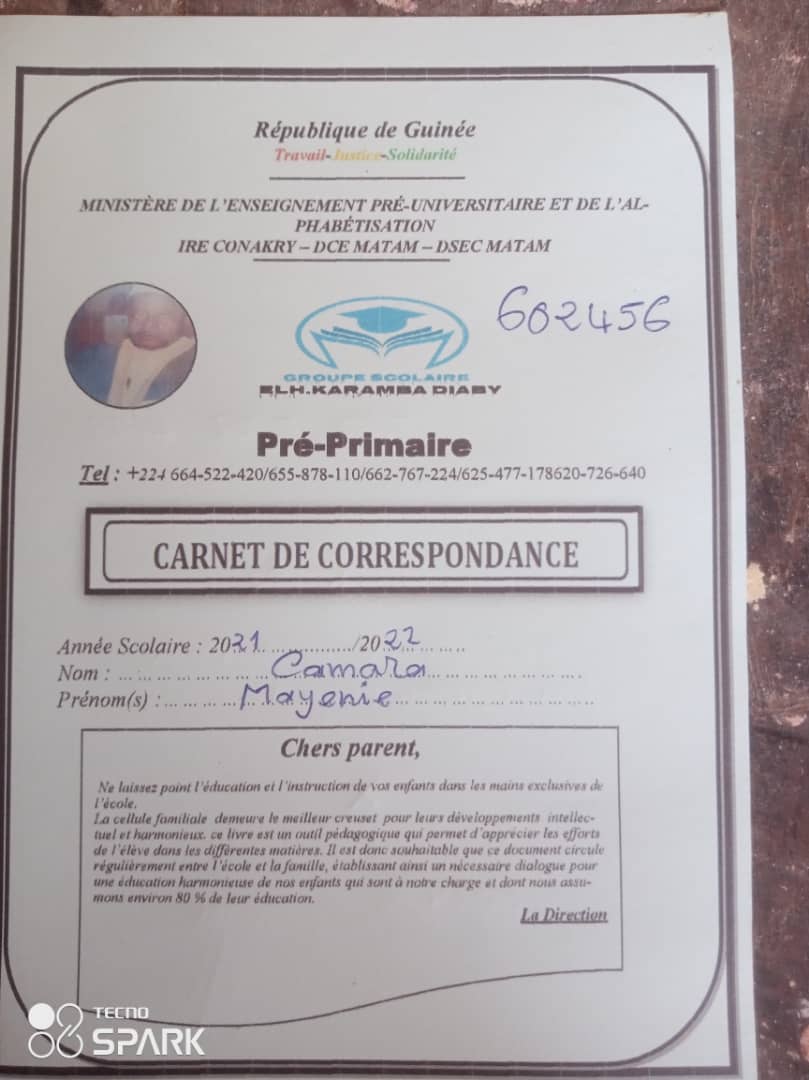 République de Guinée
Travail-Justice-Solidarité
MINISTÈRE DE L'ENSEIGNEMENT PRÉ-UNIVERSITAIRE ET DE L'AL-
PHABÉTISATION
IRE CONAKRY – DCE MATAM – DSEC MATAM
602456
GROUPE SCOLAIRE
ELH.KARAMBA DIABY
Pré-Primaire
Tel : +224 664-522-420/655-878-110/662-767-224/625-477-178620-726-640
CARNET DE CORRESPONDANCE
Année Scolaire : 2021 ................/2022 ........
Nom : ... ... ... ... ... ... Camara ... ... ... ... ... ...
Prénom(s) : ... ... ... ... Mayenie ... ... ... ... ... ... ...
Chers parent,
Ne laissez point l'éducation et l'instruction de vos enfants dans les mains exclusives de
l'école.
La cellule familiale demeure le meilleur creuset pour leurs développements intellec-
tuel et harmonieux. ce livre est un outil pédagogique qui permet d'apprécier les efforts
de l'élève dans les différentes matières. Il est donc souhaitable que ce document circule
régulièrement entre l'école et la famille, établissant ainsi un nécessaire dialogue pour
une éducation harmonieuse de nos enfants qui sont à notre charge et dont nous assu-
mons environ 80 % de leur éducation.
La Direction
TECNO
SPARK